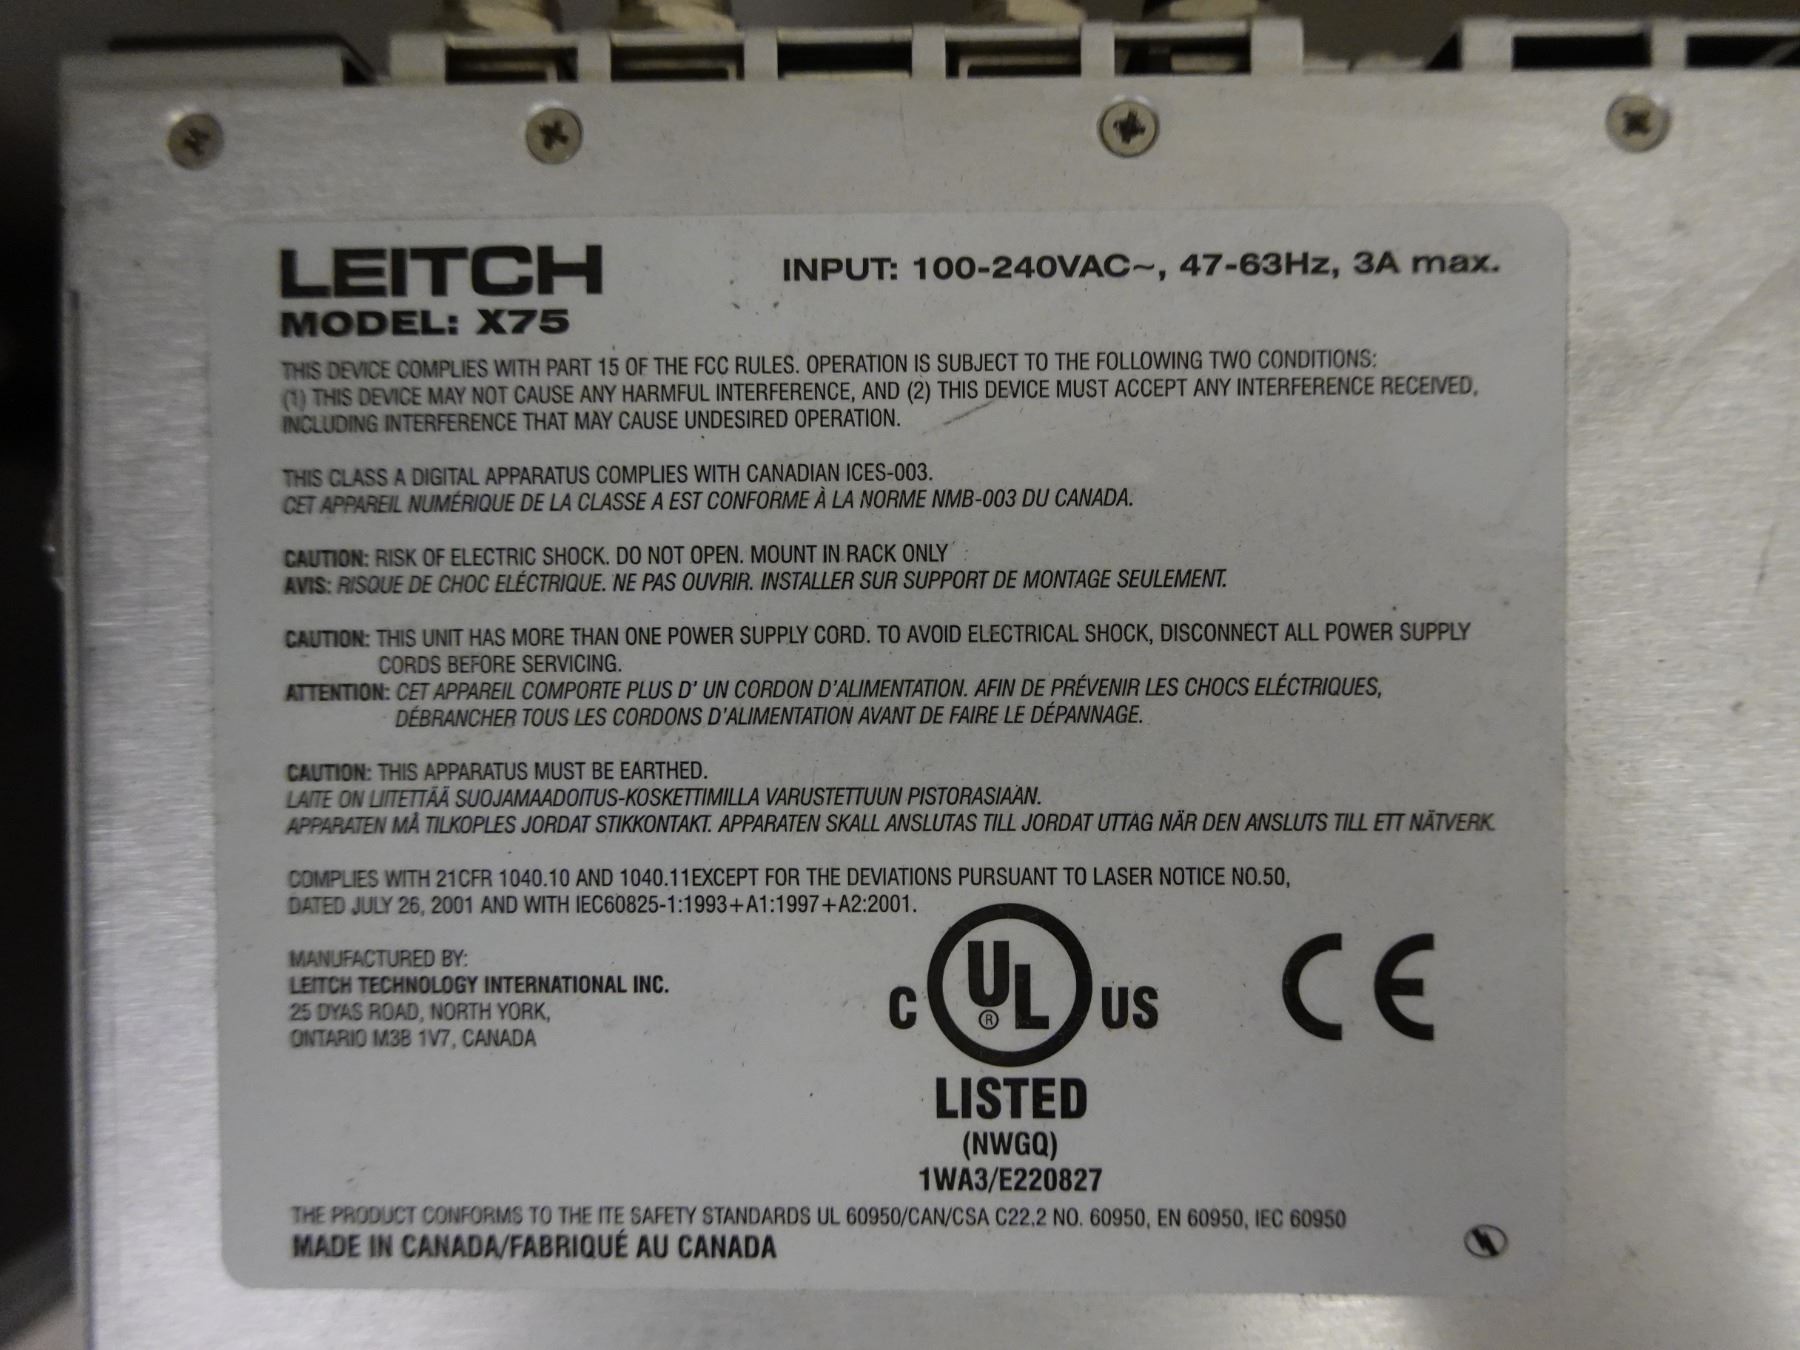 LEITCH
MODEL: X75
INPUT: 100-240VAC~, 47-63Hz, 3A max.
THIS DEVICE COMPLIES WITH PART 15 OF THE FCC RULES. OPERATION IS SUBJECT TO THE FOLLOWING TWO CONDITIONS:
(1) THIS DEVICE MAY NOT CAUSE ANY HARMFUL INTERFERENCE, AND (2) THIS DEVICE MUST ACCEPT ANY INTERFERENCE RECEIVED,
INCLUDING INTERFERENCE THAT MAY CAUSE UNDESIRED OPERATION.
THIS CLASS A DIGITAL APPARATUS COMPLIES WITH CANADIAN ICES-003.
CET APPAREIL NUMÉRIQUE DE LA CLASSE A EST CONFORME À LA NORME NMB-003 DU CANADA.
CAUTION: RISK OF ELECTRIC SHOCK. DO NOT OPEN. MOUNT IN RACK ONLY
AVIS: RISQUE DE CHOC ELÉCTRIQUE. NE PAS OUVRIR. INSTALLER SUR SUPPORT DE MONTAGE SEULEMENT.
CAUTION: THIS UNIT HAS MORE THAN ONE POWER SUPPLY CORD. TO AVOID ELECTRICAL SHOCK, DISCONNECT ALL POWER SUPPLY
CORDS BEFORE SERVICING.
ATTENTION: CET APPAREIL COMPORTE PLUS D' UN CORDON D'ALIMENTATION. AFIN DE PRÉVENIR LES CHOCS ELÉCTRIQUES,
DÉBRANCHER TOUS LES CORDONS D'ALIMENTATION AVANT DE FAIRE LE DÉPANNAGE.
CAUTION: THIS APPARATUS MUST BE EARTHED.
LAITE ON LIITETTÄÄ SUOJAMAADOITUS-KOSKETTIMILLA VARUSTETTUUN PISTORASIAÀN.
APPARATEN MÅ TILKOPLES JORDAT STIKKONTAKT. APPARATEN SKALL ANSLUTAS TILL JORDAT UTTÅG NÄR DEN ANSLUTS TILL ETT NÄTVERK.
COMPLIES WITH 21CFR 1040.10 AND 1040.11EXCEPT FOR THE DEVIATIONS PURSUANT TO LASER NOTICE NO.50,
DATED JULY 26, 2001 AND WITH IEC60825-1:1993+A1:1997+A2:2001.
MANUFACTURED BY:
LEITCH TECHNOLOGY INTERNATIONAL INC.
25 DYAS ROAD, NORTH YORK,
ONTARIO M3B 1V7, CANADA
C UL® US
CE
LISTED
(NWGQ)
1WA3/E220827
THE PRODUCT CONFORMS TO THE ITE SAFETY STANDARDS UL 60950/CAN/CSA C22.2 NO. 60950, EN 60950, IEC 60950
MADE IN CANADA/FABRIQUÉ AU CANADA